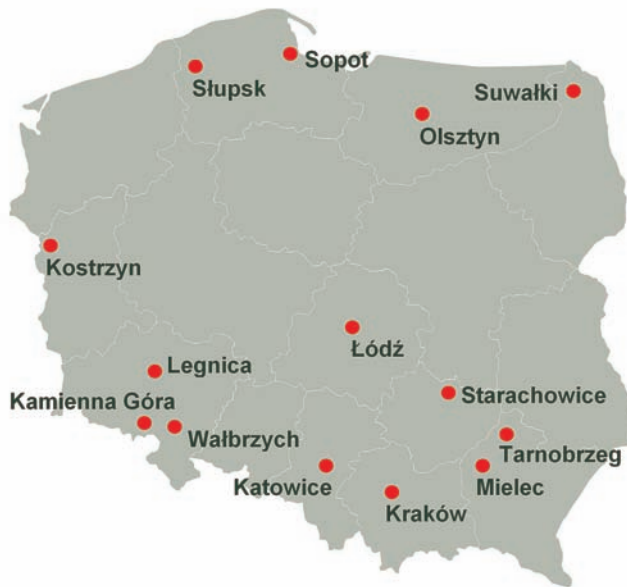 Sopot
Słupsk
Suwałki
Olsztyn
Kostrzyn
Łódź
Legnica
Starachowice
Kamienna Góra
Wałbrzych
Tarnobrzeg
Katowice
Mielec
Kraków